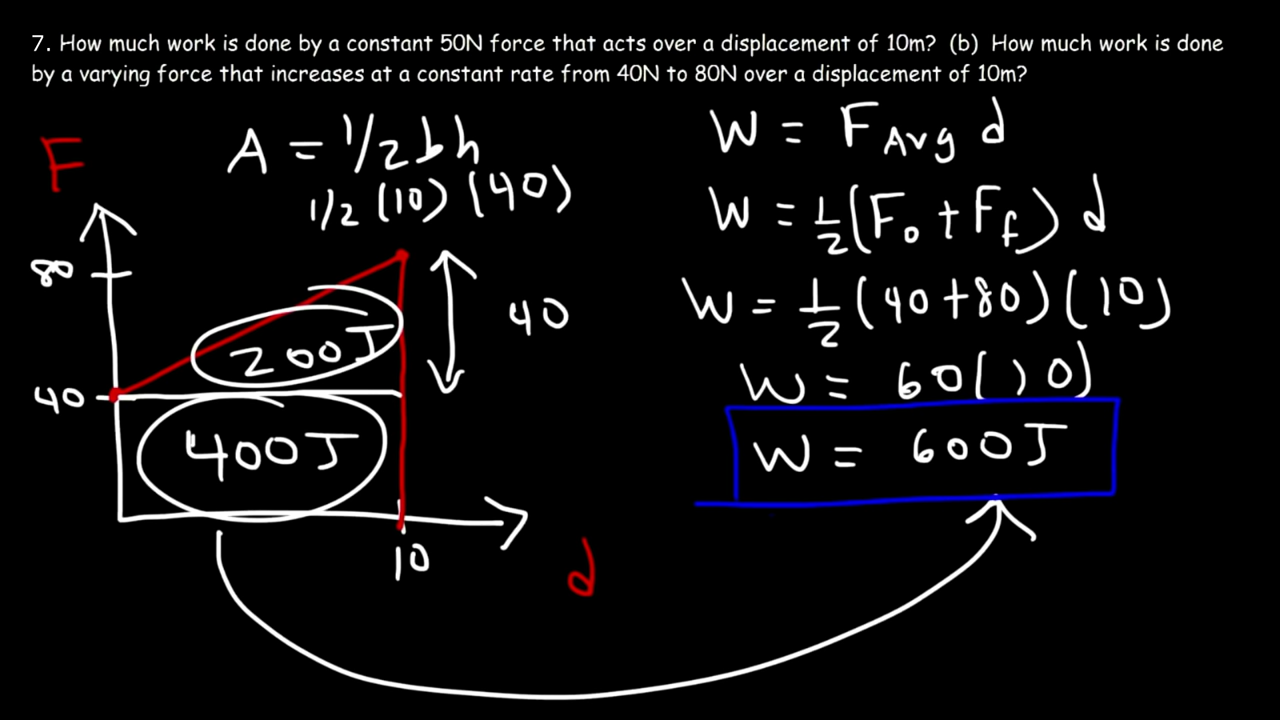 7. How much work is done by a constant 50N force that acts over a displacement of 10m? (b) How much work is done
by a varying force that increases at a constant rate from 40N to 80N over a displacement of 10m?
F
A = 1/2 bh
1/2 (10) (40)
80
40
200J
40
400J
10
d
W = F Avg d
W = 1/2 (F₀ + F_f) d
W = 1/2 (40+80)(10)
W = 60(10)
W = 600J